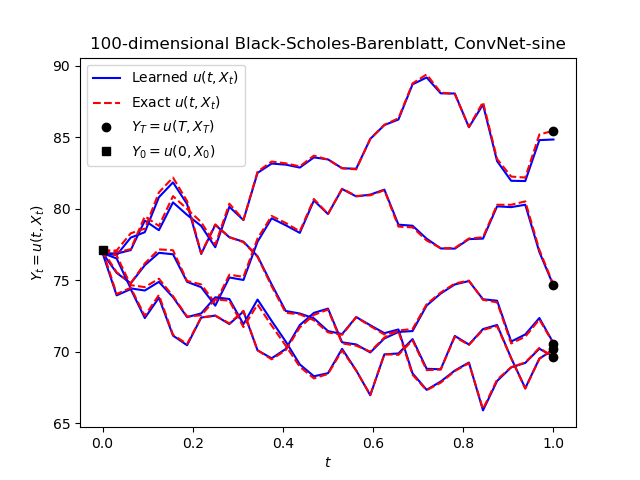 100-dimensional Black-Scholes-Barenblatt, ConvNet-sine
Learned u(t, X_t)
Exact u(t, X_t)
Y_T = u(T, X_T)
Y_0 = u(0, X_0)
Y_t = u(t, X_t)
90
85
80
75
70
65
0.0 0.2 0.4 0.6 0.8 1.0
t